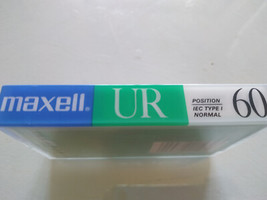 maxell®
UR
POSITION
IEC TYPE I
NORMAL
60